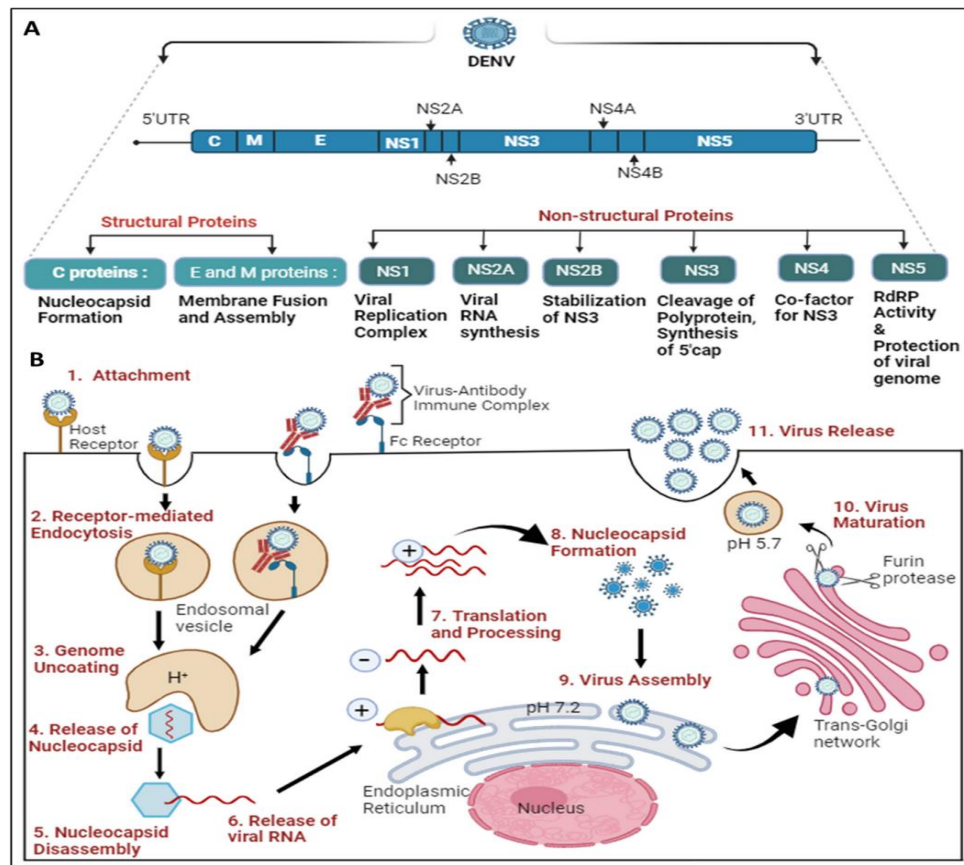 A
DENV
5'UTR
NS2A
NS4A
3'UTR
C
M
E
NS1
NS3
NS5
NS2B
NS4B
Structural Proteins
Non-structural Proteins
C proteins :
Nucleocapsid
Formation
E and M proteins :
Membrane Fusion
and Assembly
NS1
Viral
Replication
Complex
NS2A
Viral
RNA
synthesis
NS2B
Stabilization
of NS3
NS3
Cleavage of
Polyprotein,
Synthesis
of 5'cap
NS4
Co-factor
for NS3
NS5
RdRP
Activity
&
Protection
of viral
genome
B
1. Attachment
Host
Receptor
Virus-Antibody
Immune Complex
Fc Receptor
2. Receptor-mediated
Endocytosis
Endosomal
vesicle
3. Genome
Uncoating
H+
4. Release of
Nucleocapsid
5. Nucleocapsid
Disassembly
6. Release of
viral RNA
+
7. Translation
and Processing
−
+
8. Nucleocapsid
Formation
9. Virus Assembly
pH 7.2
Endoplasmic
Reticulum
Nucleus
Trans-Golgi
network
10. Virus
Maturation
Furin
protease
pH 5.7
11. Virus Release